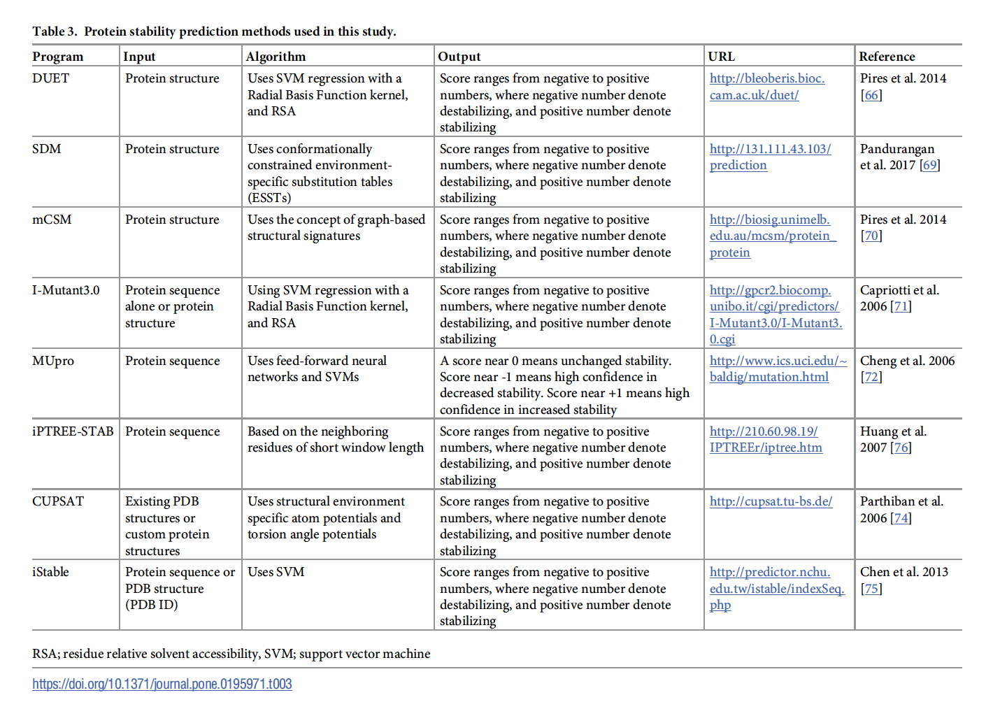 Table 3. Protein stability prediction methods used in this study.
Program Input Algorithm Output URL Reference
DUET Protein structure Uses SVM regression with a Score ranges from negative to positive http://bleoberis.bioc. Pires et al. 2014
Radial Basis Function kernel, numbers, where negative number denote cam.ac.uk/duet/ [66]
and RSA destabilizing, and positive number denote
stabilizing
SDM Protein structure Uses conformationally Score ranges from negative to positive http://131.111.43.103/ Pandurangan
constrained environment- numbers, where negative number denote prediction et al. 2017 [69]
specific substitution tables destabilizing, and positive number denote
(ESSTs) stabilizing
mCSM Protein structure Uses the concept of graph-based Score ranges from negative to positive http://biosig.unimelb. Pires et al. 2014
structural signatures numbers, where negative number denote edu.au/mcsm/protein_ [70]
destabilizing, and positive number denote protein
stabilizing
I-Mutant3.0 Protein sequence Using SVM regression with a Score ranges from negative to positive http://gpcr2.biocomp. Capriotti et al.
alone or protein Radial Basis Function kernel, numbers, where negative number denote unibo.it/cgi/predictors/ 2006 [71]
structure and RSA destabilizing, and positive number denote I-Mutant3.0/I-Mutant3.
stabilizing 0.cgi
MUpro Protein sequence Uses feed-forward neural A score near 0 means unchanged stability. http://www.ics.uci.edu/~ Cheng et al. 2006
networks and SVMs Score near -1 means high confidence in baldig/mutation.html [72]
decreased stability. Score near +1 means high
confidence in increased stability
iPTREE-STAB Protein sequence Based on the neighboring Score ranges from negative to positive http://210.60.98.19/ Huang et al.
residues of short window length numbers, where negative number denote IPTREEr/iptree.htm 2007 [76]
destabilizing, and positive number denote
stabilizing
CUPSAT Existing PDB Uses structural environment Score ranges from negative to positive http://cupsat.tu-bs.de/ Parthiban et al.
structures or specific atom potentials and numbers, where negative number denote 2006 [74]
custom protein torsion angle potentials destabilizing, and positive number denote
structures stabilizing
iStable Protein sequence or Uses SVM Score ranges from negative to positive http://predictor.nchu. Chen et al. 2013
PDB structure numbers, where negative number denote edu.tw/istable/indexSeq. [75]
(PDB ID) destabilizing, and positive number denote php
stabilizing
RSA; residue relative solvent accessibility, SVM; support vector machine
https://doi.org/10.1371/journal.pone.0195971.t003